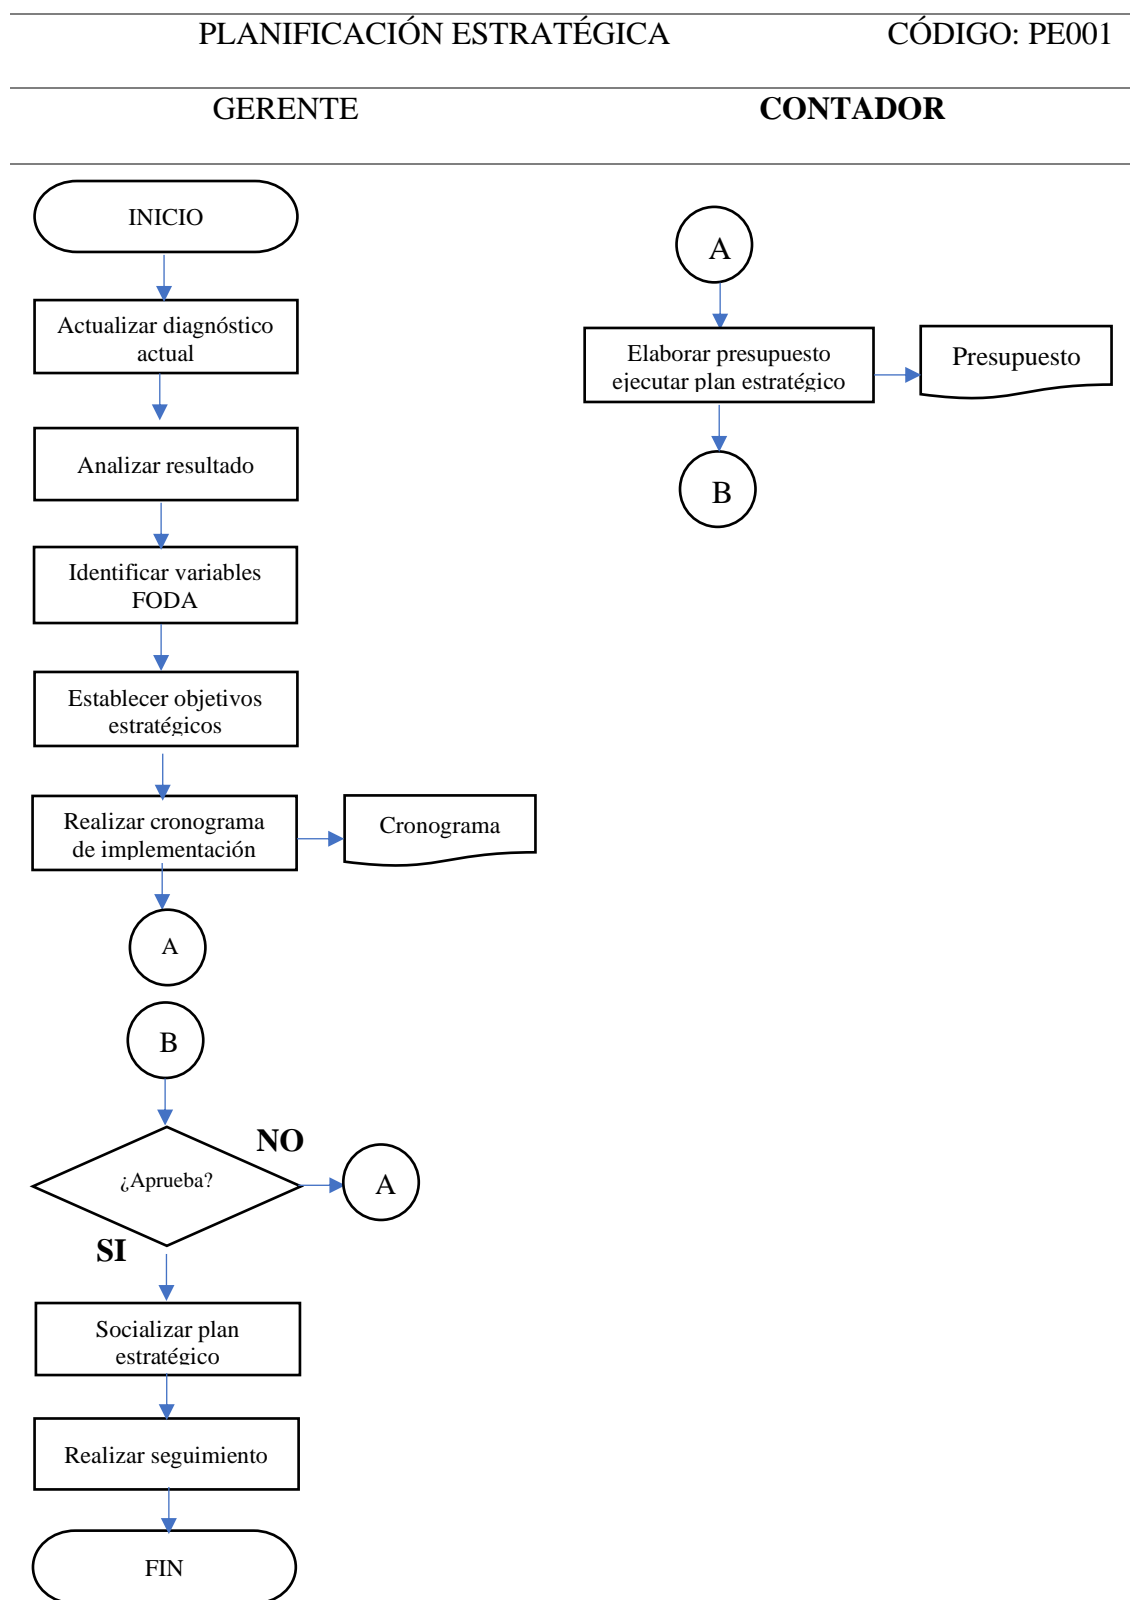 PLANIFICACIÓN ESTRATÉGICA
CÓDIGO: PE001
GERENTE
CONTADOR
INICIO
Actualizar diagnóstico
actual
Analizar resultado
Identificar variables
FODA
Establecer objetivos
estratégicos
Realizar cronograma
de implementación
Cronograma
A
B
¿Aprueba?
NO
A
SI
Socializar plan
estratégico
Realizar seguimiento
FIN
A
Elaborar presupuesto
ejecutar plan estratégico
Presupuesto
B